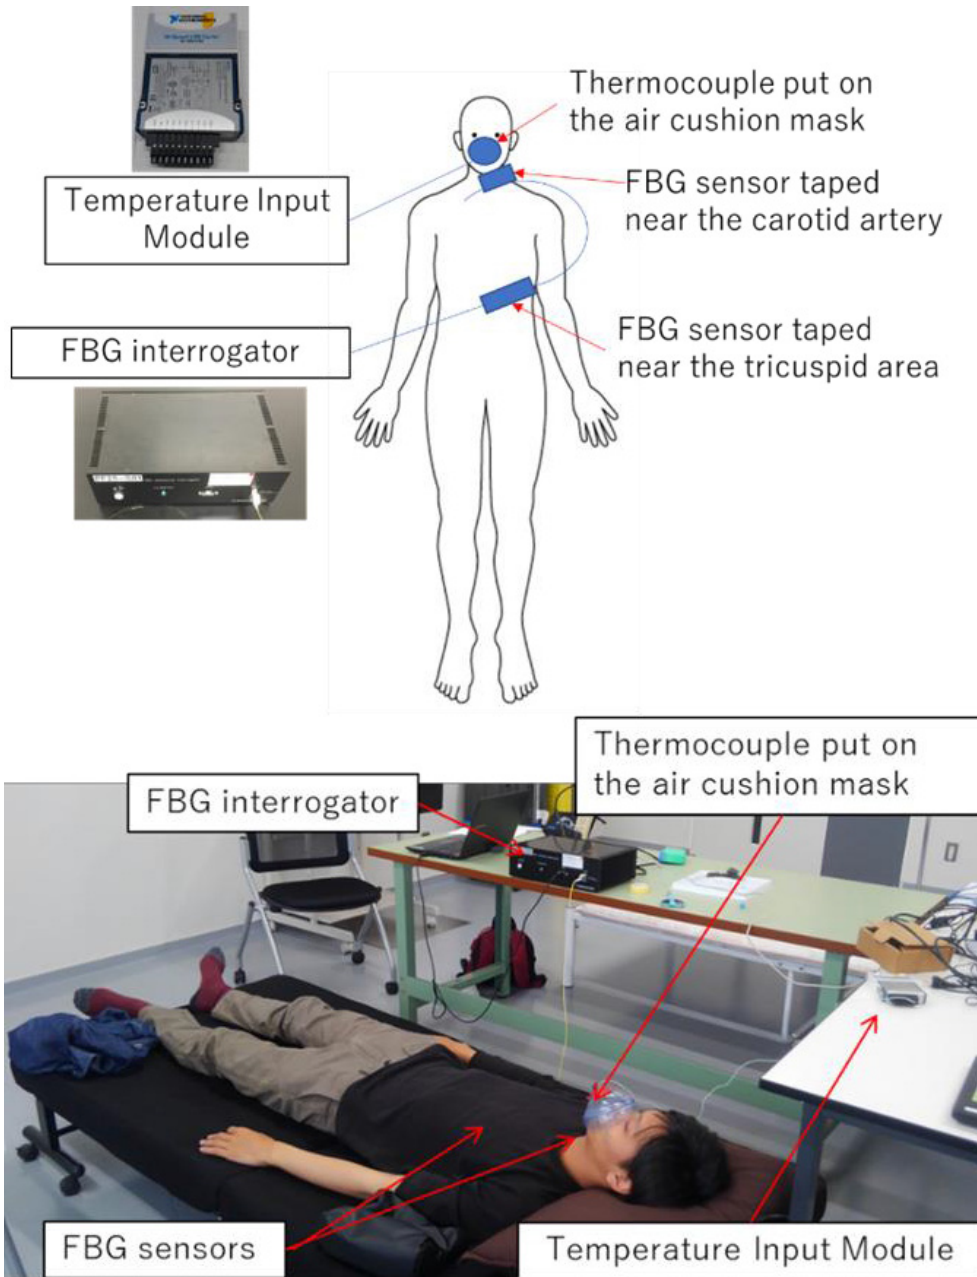 Thermocouple put on
the air cushion mask
Temperature Input
Module
FBG sensor taped
near the carotid artery
FBG interrogator
FBG sensor taped
near the tricuspid area
Thermocouple put on
the air cushion mask
FBG interrogator
FBG sensors
Temperature Input Module